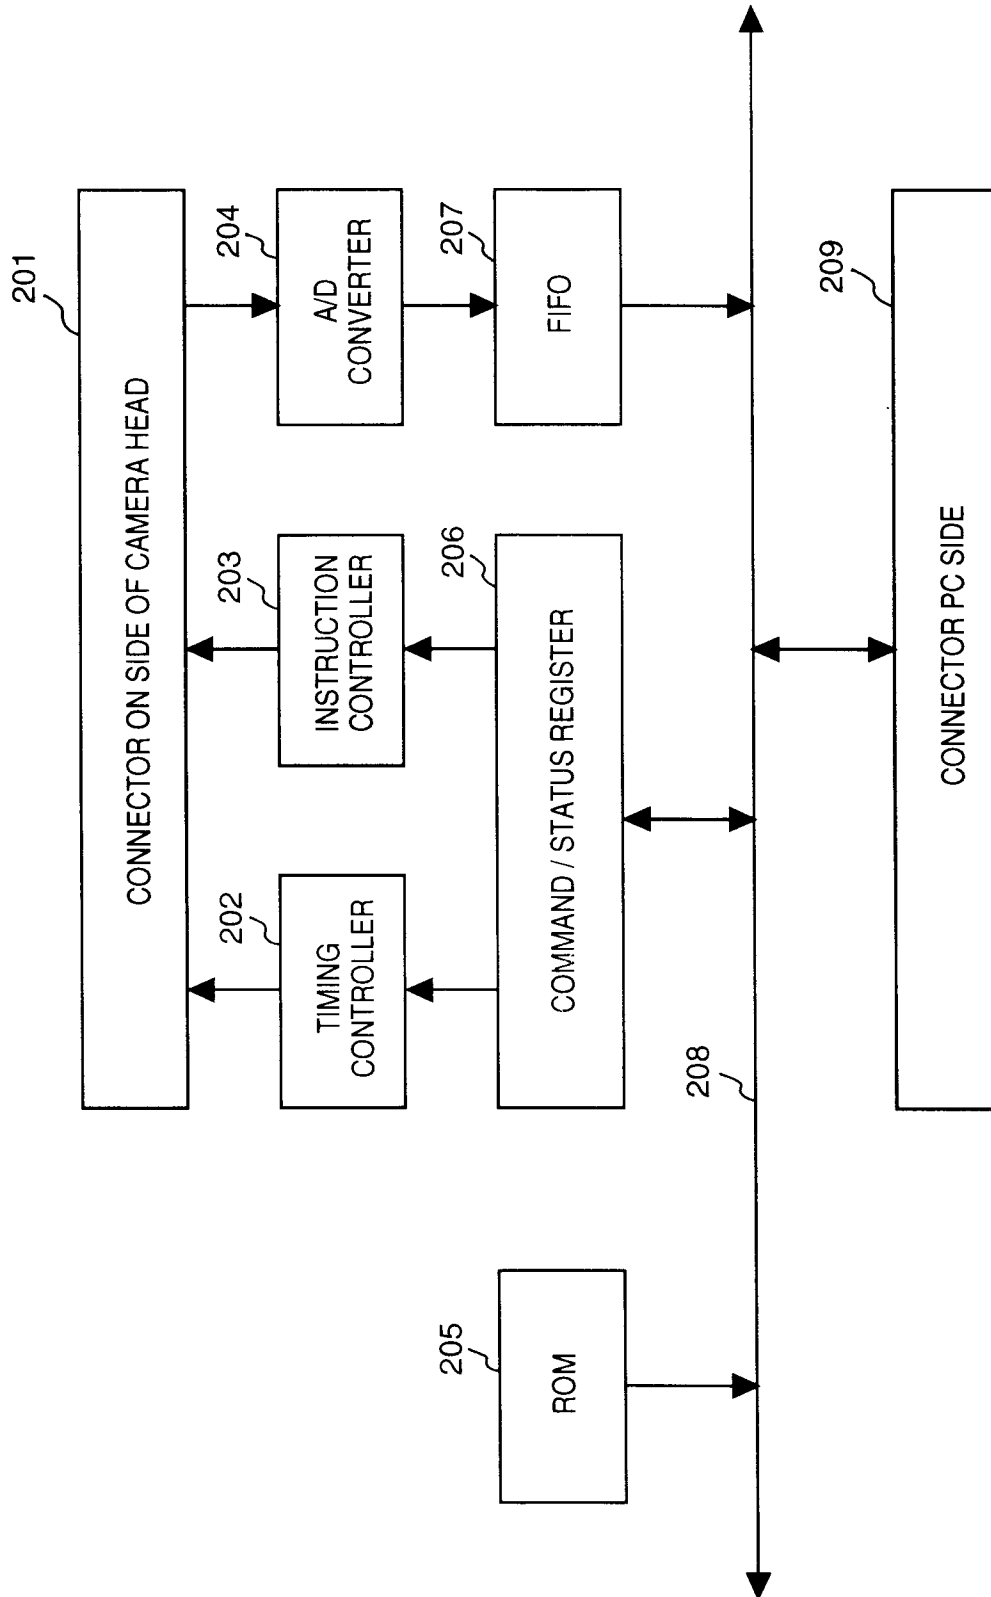 201
CONNECTOR ON SIDE OF CAMERA HEAD
202
TIMING
CONTROLLER
203
INSTRUCTION
CONTROLLER
204
A/D
CONVERTER
205
ROM
206
COMMAND / STATUS REGISTER
207
FIFO
208
209
CONNECTOR PC SIDE